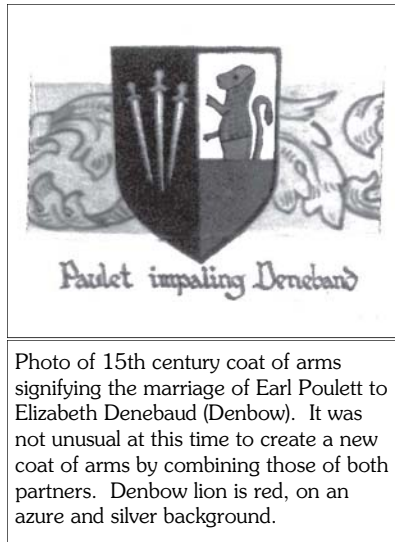 Paulet impaling Deneband
Photo of 15th century coat of arms
signifying the marriage of Earl Poulett to
Elizabeth Denebaud (Denbow).  It was
not unusual at this time to create a new
coat of arms by combining those of both
partners.  Denbow lion is red, on an
azure and silver background.